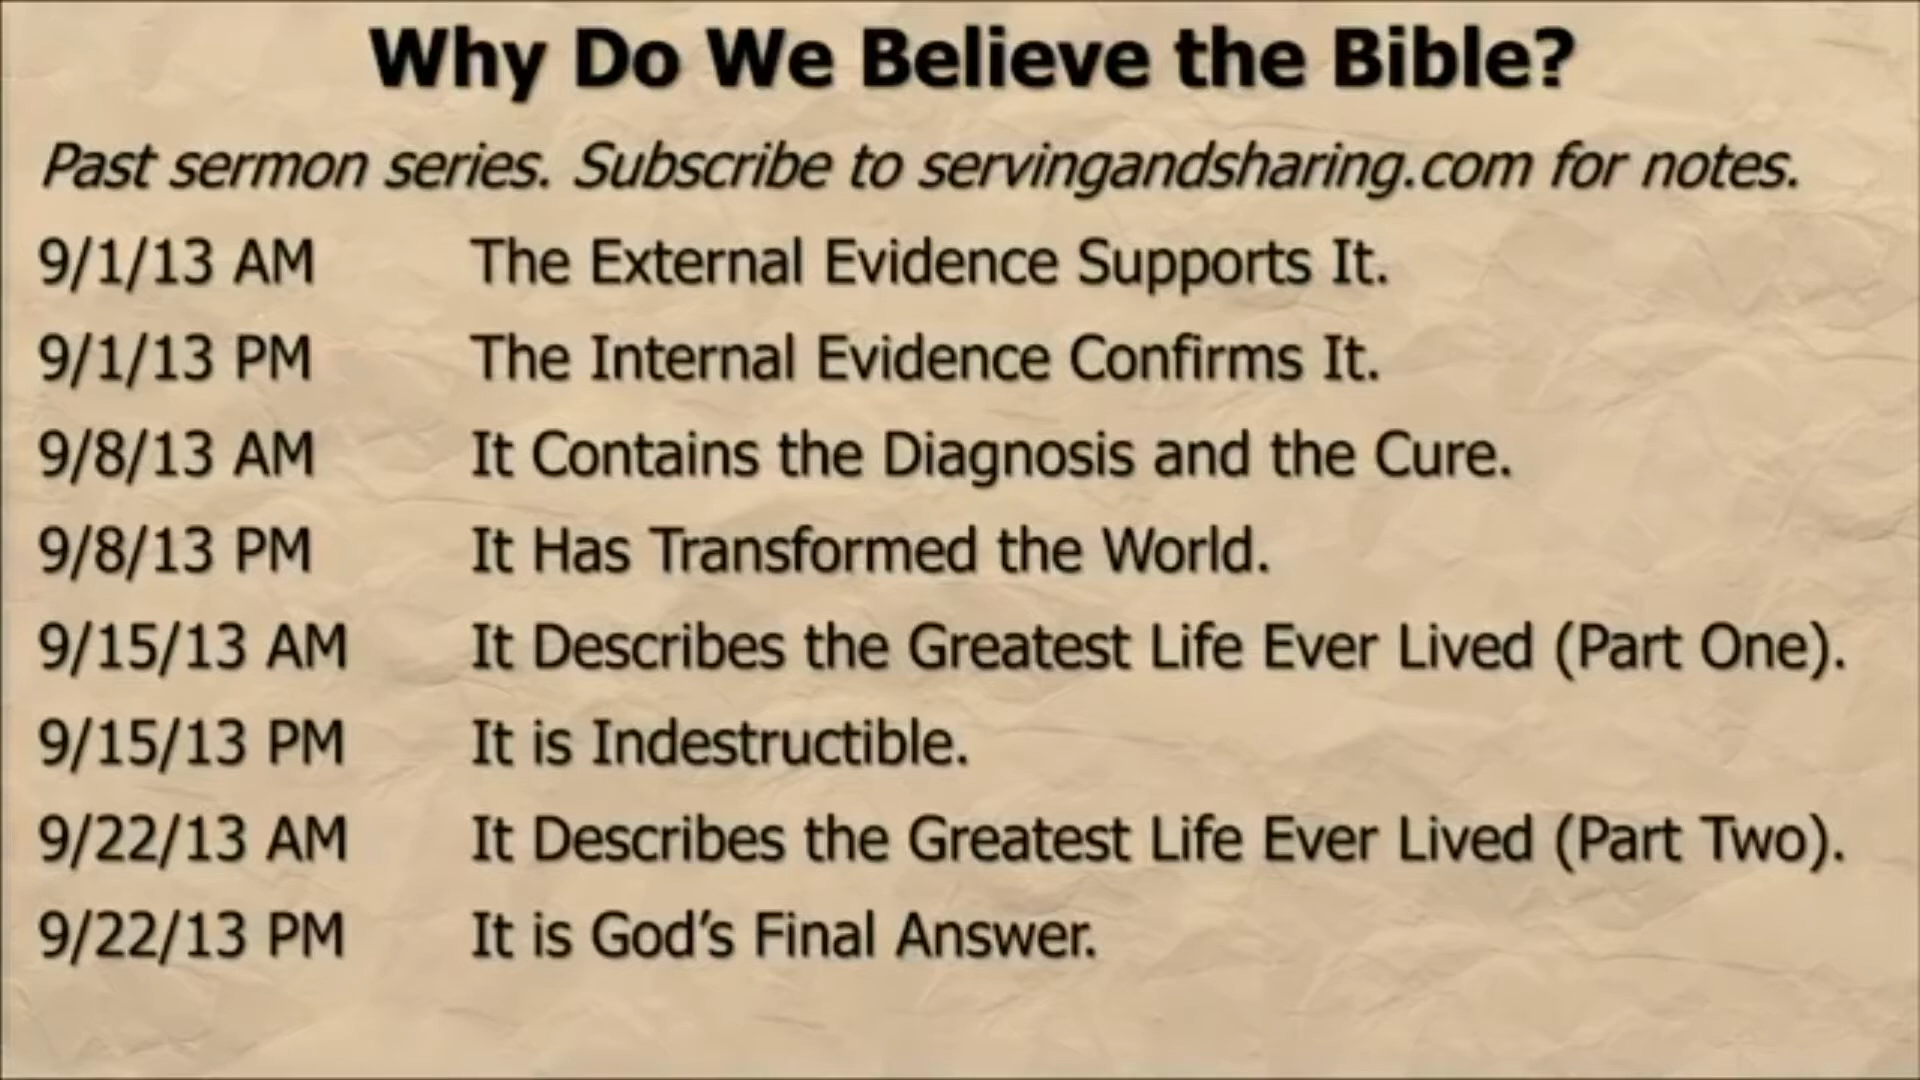 Why Do We Believe the Bible?
Past sermon series. Subscribe to servingandsharing.com for notes.
9/1/13 AM The External Evidence Supports It.
9/1/13 PM The Internal Evidence Confirms It.
9/8/13 AM It Contains the Diagnosis and the Cure.
9/8/13 PM It Has Transformed the World.
9/15/13 AM It Describes the Greatest Life Ever Lived (Part One).
9/15/13 PM It is Indestructible.
9/22/13 AM It Describes the Greatest Life Ever Lived (Part Two).
9/22/13 PM It is God’s Final Answer.